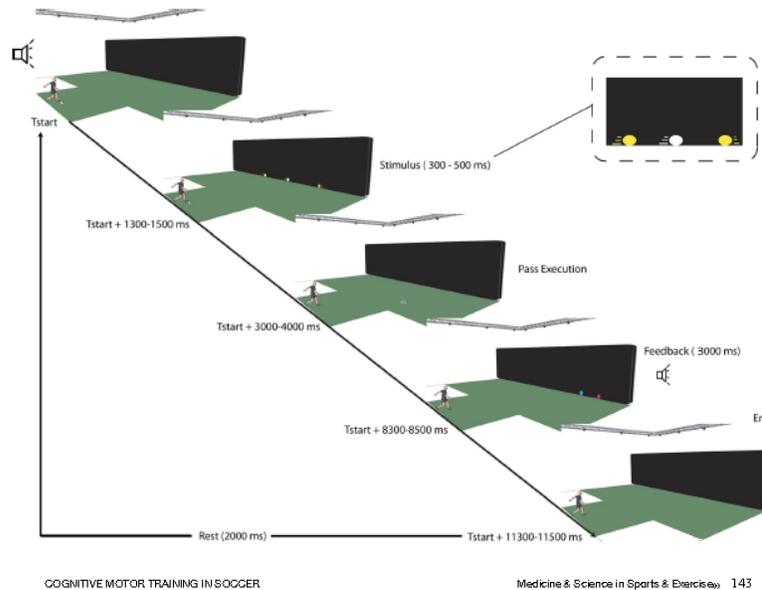 Tstart
Stimulus ( 300 - 500 ms)
Tstart + 1300-1500 ms
Pass Execution
Tstart + 3000-4000 ms
Feedback ( 3000 ms)
Tstart + 8300-8500 ms
Er
Rest (2000 ms)
Tstart + 11300-11500 ms
COGNITIVE MOTOR TRAINING IN SOCCER
Medicine & Science in Sports & Exercise 143